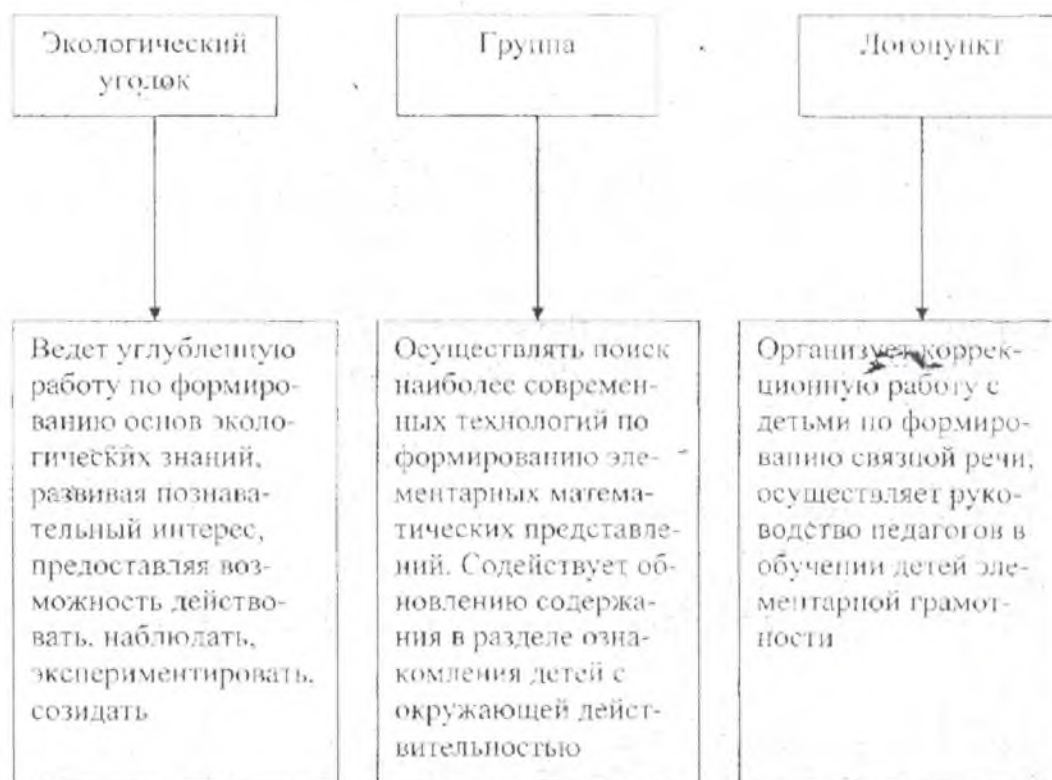 Экологический
уголок
Группа
Логопункт
Ведет углубленную
работу по формиро-
ванию основ эколо-
гических знаний,
развивая познава-
тельный интерес,
предоставляя воз-
можность действо-
вать, наблюдать,
экспериментировать,
созидать
Осуществлять поиск
наиболее современ-
ных технологий по
формированию эле-
ментарных матема-
тических представле-
ний. Содействует об-
новлению содержа-
ния в разделе озна-
комления детей с
окружающей дейст-
вительностью
Организует коррек-
ционную работу с
детьми по формиро-
ванию связной речи,
осуществляет руко-
водство педагогов в
обучении детей эле-
ментарной грамот-
ности